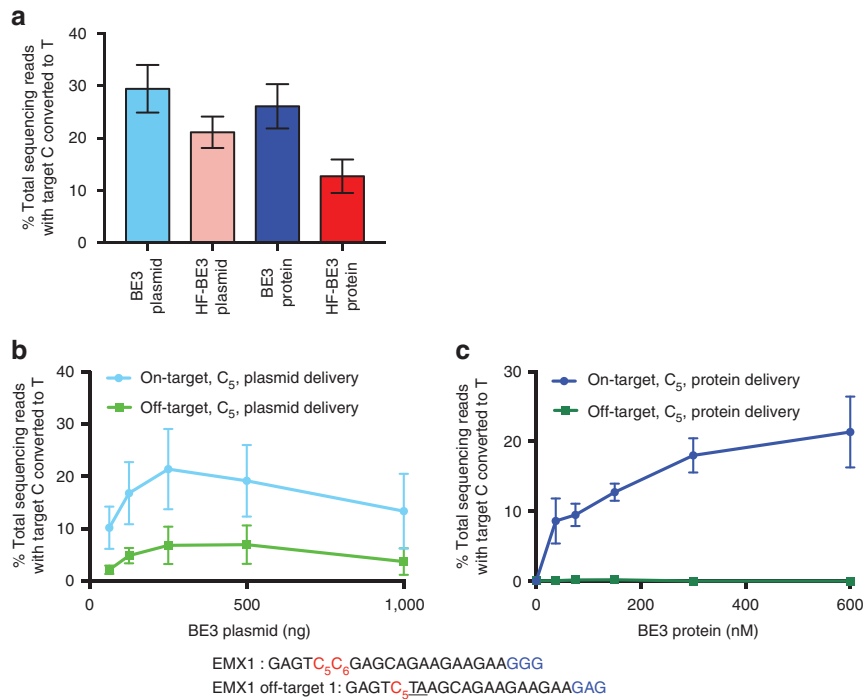 a
% Total sequencing reads
with target C converted to T
40
30
20
10
0
BE3
plasmid
HF-BE3
plasmid
BE3
protein
HF-BE3
protein
b
% Total sequencing reads
with target C converted to T
40
30
20
10
0
On-target, C₅, plasmid delivery
Off-target, C₅, plasmid delivery
0
500
1,000
BE3 plasmid (ng)
c
% Total sequencing reads
with target C converted to T
30
20
10
0
On-target, C₅, protein delivery
Off-target, C₅, protein delivery
0
200
400
600
BE3 protein (nM)
EMX1 : GAGTC₅C₆GAGCAGAAGAAGAAGGG
EMX1 off-target 1: GAGTC₅TAAGCAGAAGAAGAAGAG